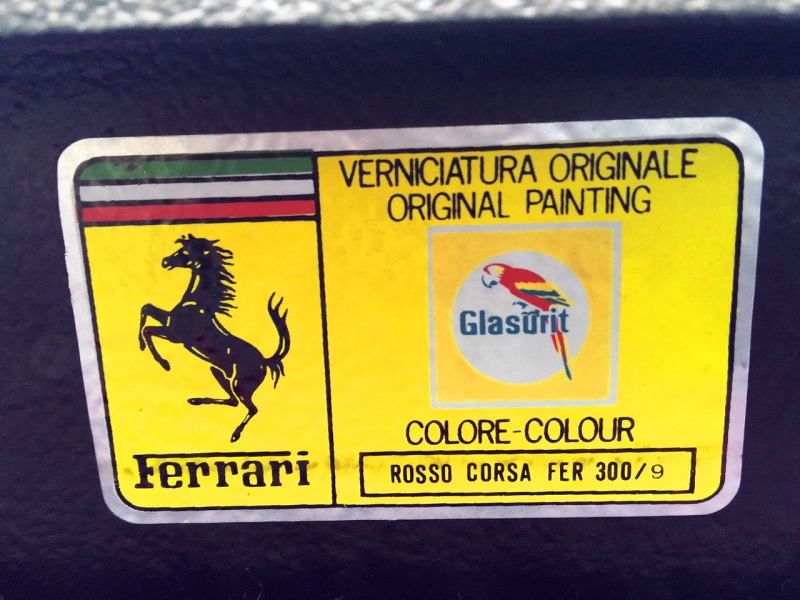 VERNICIATURA ORIGINALE
ORIGINAL PAINTING
Glasurit
COLORE-COLOUR
ROSSO CORSA FER 300/9
Ferrari